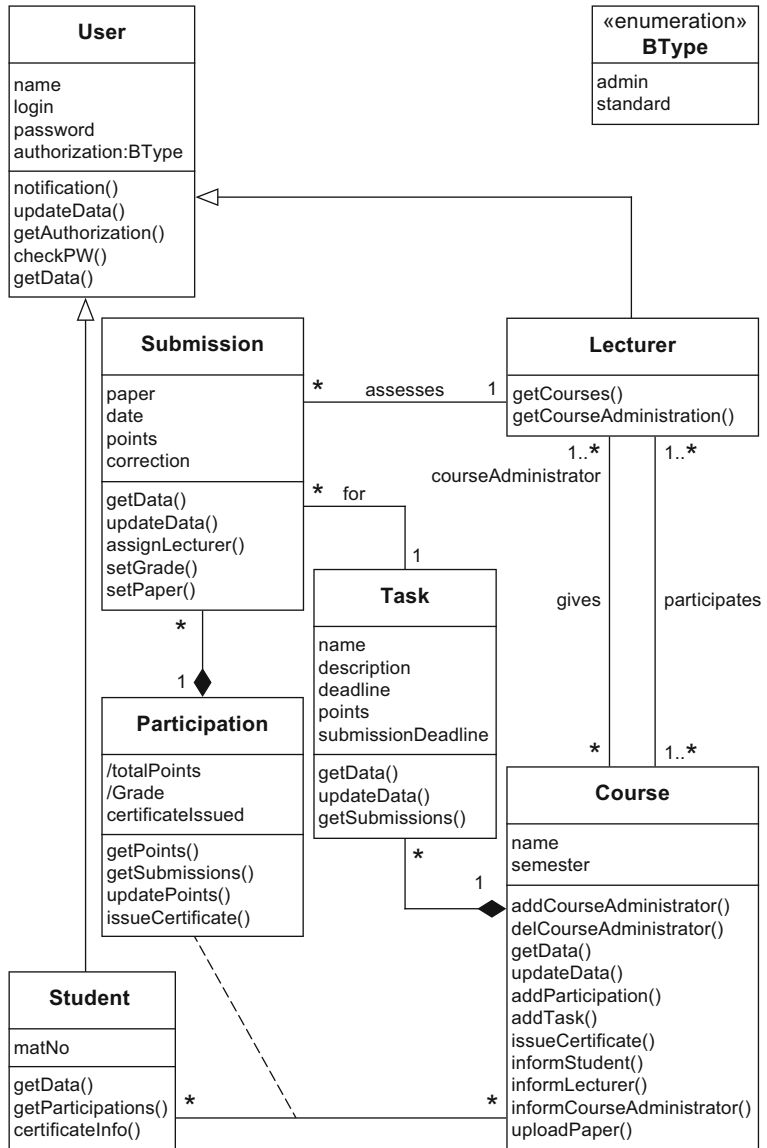 User
name
login
password
authorization:BType
notification()
updateData()
getAuthorization()
checkPW()
getData()
«enumeration»
BType
admin
standard
Submission
paper
date
points
correction
getData()
updateData()
assignLecturer()
setGrade()
setPaper()
* assesses 1
Lecturer
getCourses()
getCourseAdministration()
* for
1
1..*
courseAdministrator
1..*
gives
participates
*
1..*
Task
name
description
deadline
points
submissionDeadline
getData()
updateData()
getSubmissions()
*
1
*
1
Participation
/totalPoints
/Grade
certificateIssued
getPoints()
getSubmissions()
updatePoints()
issueCertificate()
Course
name
semester
addCourseAdministrator()
delCourseAdministrator()
getData()
updateData()
addParticipation()
addTask()
issueCertificate()
informStudent()
informLecturer()
informCourseAdministrator()
uploadPaper()
Student
matNo
getData()
getParticipations()
certificateInfo()
* *